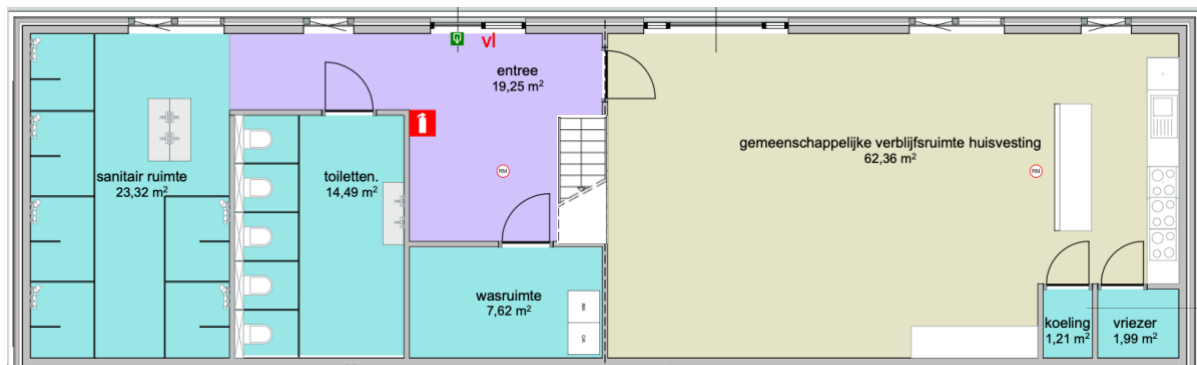 vl
entree
19,25 m²
gemeenschappelijke verblijfsruimte huisvesting
62,36 m²
sanitair ruimte
23,32 m²
toiletten.
14,49 m²
RM
RM
wasruimte
7,62 m²
koeling
1,21 m²
vriezer
1,99 m²